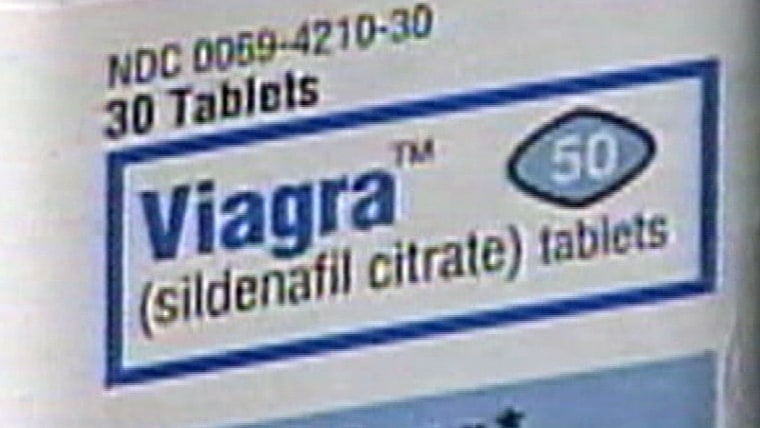 NDC 0069-4210-30
30 Tablets
Viagra™
50
(sildenafil citrate) tablets